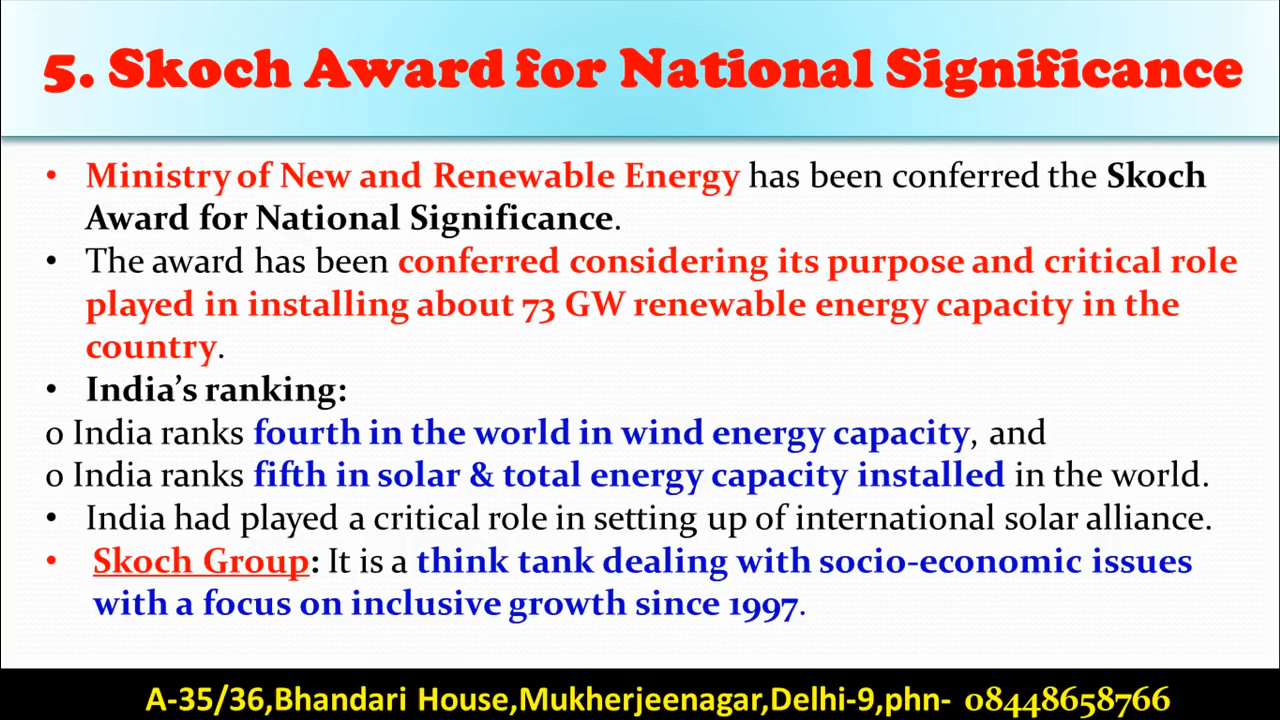 5. Skoch Award for National Significance
• Ministry of New and Renewable Energy has been conferred the Skoch
Award for National Significance.
• The award has been conferred considering its purpose and critical role
played in installing about 73 GW renewable energy capacity in the
country.
• India's ranking:
o India ranks fourth in the world in wind energy capacity, and
o India ranks fifth in solar & total energy capacity installed in the world.
• India had played a critical role in setting up of international solar alliance.
• Skoch Group: It is a think tank dealing with socio-economic issues
with a focus on inclusive growth since 1997.
A-35/36,Bhandari House,Mukherjeenagar,Delhi-9,phn- 08448658766